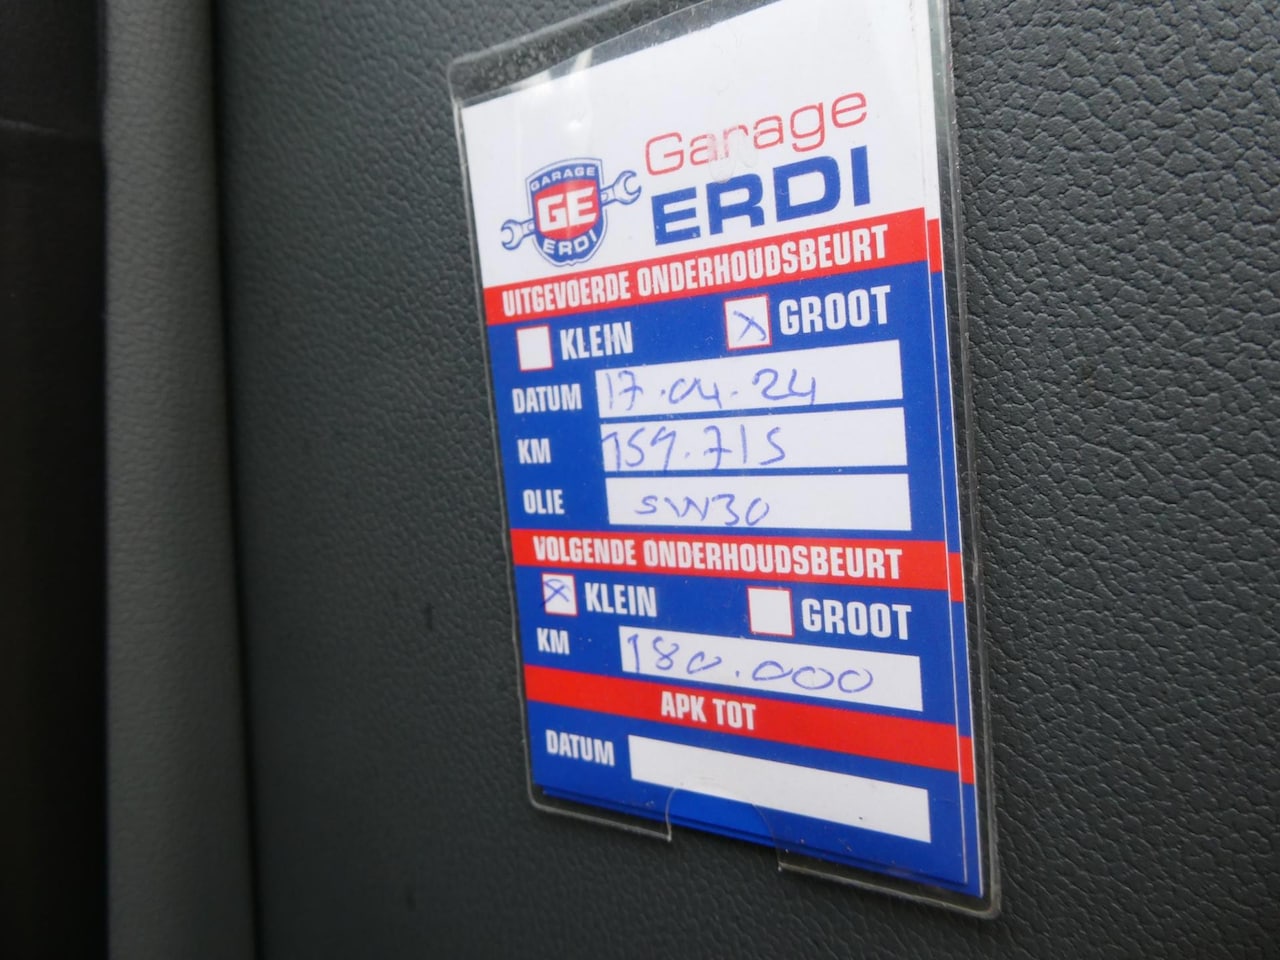 Garage
ERDI
GARAGE
GE
ERDI
UITGEVOERDE ONDERHOUDSBEURT
KLEIN X GROOT
DATUM 17.04.24
KM 159.715
OLIE 5W30
VOLGENDE ONDERHOUDSBEURT
X KLEIN GROOT
KM 180.000
APK TOT
DATUM